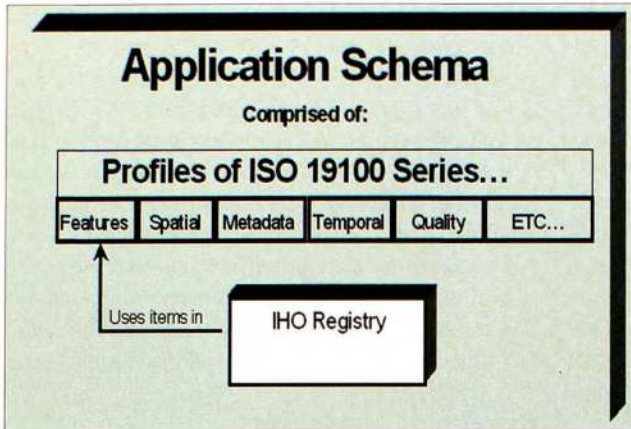 Application Schema
Comprised of:
Profiles of ISO 19100 Series...
Features Spatial Metadata Temporal Quality ETC...
Uses items in
IHO Registry